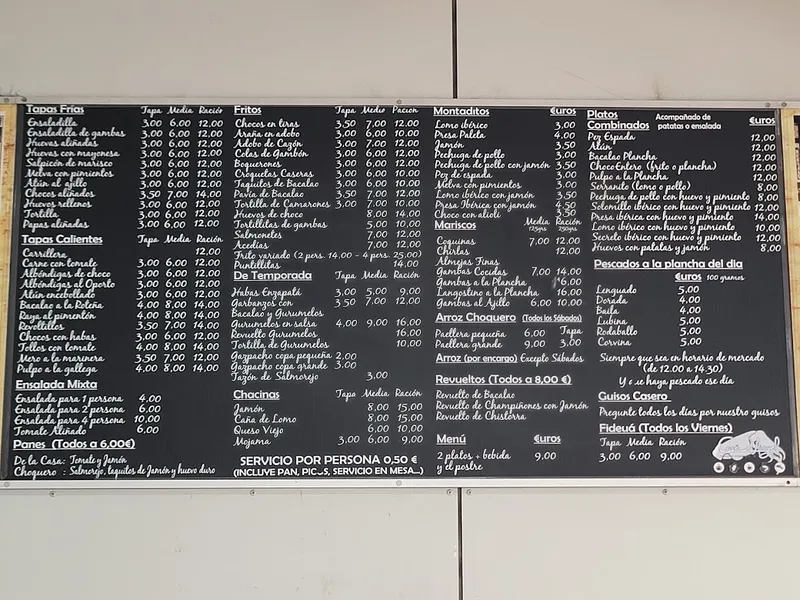 Tapas Frías Tapa Media Ración
Ensaladilla 3.00 6.00 12.00
Ensaladilla de gambas 3.00 6.00 12.00
Huevas aliñadas 3.00 6.00 12.00
Huevas con mayonesa 3.00 6.00 12.00
Salpicón de marisco 3.00 6.00 12.00
Melva con pimientos 3.00 6.00 12.00
Atún al ajillo 3.00 6.00 12.00
Chocos aliñados 3.50 7.00 14.00
Huevos rellenos 3.00 6.00 12.00
Tortilla 3.00 6.00 12.00
Papas aliñadas 3.00 6.00 12.00
Tapas Calientes Tapa Media Ración
Carrillera 12.00
Carne con tomate 3.00 6.00 12.00
Albóndigas de choco 3.00 6.00 12.00
Albóndigas al Oporto 3.00 6.00 12.00
Atún encebollado 3.00 6.00 12.00
Bacalao a la Roteña 4.00 8.00 14.00
Raya al pimentón 4.00 8.00 14.00
Revoltillos 3.50 7.00 14.00
Chocos con habas 3.00 6.00 12.00
Tollos con tomate 4.00 8.00 14.00
Mero a la marinera 3.50 7.00 12.00
Pulpo a la gallega 4.00 8.00 14.00
Ensalada Mixta
Ensalada para 1 persona 4.00
Ensalada para 2 persona 6.00
Ensalada para 4 persona 10.00
Tomate Aliñado 6.00
Panes (Todos a 6,00€)
De la Casa: Tomate y Jamón
Choquero : Salmorejo, taquitos de Jamón y huevo duro
Fritos Tapa Medio Pacion
Chocos en tiras 3.50 7.00 12.00
Araña en adobo 3.00 6.00 10.00
Adobo de Cazón 3.50 7.00 12.00
Colas de Gambón 3.00 6.00 12.00
Boquerones 3.00 6.00 12.00
Croquetas Caseras 3.00 6.00 10.00
Taquitos de Bacalao 3.00 6.00 10.00
Pavía de Bacalao 3.50 7.00 12.00
Tortilla de Camarones 3.00 6.00 10.00
Huevos de choco 8.00 14.00
Tortillitas de gambas 5.00 10.00
Salmonetes 7.00 12.00
Acedías 7.00 12.00
Frito variado (2 pers. 14.00 - 4 pers. 25.00)
Puntillitas 14.00
De Temporada Tapa Media Ración
Habas Enzapatá 3.00 5.00 9.00
Garbanzos con 3.50 7.00 12.00
Bacalao y Gurumelos
Gurumelos en salsa 4.00 9.00 16.00
Revuelto Gurumelos 16.00
Tortilla de Gurumelos 10.00
Gazpacho copa pequeña 2.00
Gazpacho copa grande 3.00
Tazón de Salmorejo 3.00
Chacinas Tapa Media Ración
Jamón 8.00 15.00
Caña de Lomo 8.00 15.00
Queso Viejo 6.00 10.00
Mojama 3.00 6.00 9.00
SERVICIO POR PERSONA 0,50 €
(INCLUYE PAN, PICOS, SERVICIO EN MESA...)
Montaditos €uros
Lomo ibérico 3.00
Presa Paleta 4.00
Jamón 3.50
Pechuga de pollo 3.00
Pechuga de pollo con jamón 3.50
Pez de espada 3.00
Melva con pimientos 3.00
Lomo ibérico con jamón 3.50
Presa Ibérica con jamón 4.50
Choco con alioli 3.50
Mariscos Media 125grs. Ración 250grs.
Coquinas 7.00 12.00
Chirlas 12.00
Almejas Finas
Gambas Cocidas 7.00 14.00
Gambas a la Plancha 16.00
Langostino a la Plancha 16.00
Gambas al Ajillo 6.00 10.00
Arroz Choquero (Todos los Sábados)
Paellera pequeña 6.00 Tapa
Paellera grande 9.00 3.00
Arroz (por encargo) Excepto Sábados
Revueltos (Todos a 8,00 €)
Revuelto de Bacalao
Revuelto de Champiñones con Jamón
Revuelto de Chistorra
Menú €uros
2 platos + bebida 9.00
y el postre
Platos
Combinados Acompañado de patatas o ensalada €uros
Pez Espada 12,00
Atún 12,00
Bacalao Plancha 12,00
Choco Entero (frito o plancha) 12,00
Pulpo a la Plancha 12,00
Serranito (lomo o pollo) 8,00
Pechuga de pollo con huevo y pimiento 8,00
Solomillo ibérico con huevo y pimiento 12,00
Presa ibérica con huevo y pimiento 14,00
Lomo ibérico con huevo y pimiento 10,00
Secreto ibérico con huevo y pimiento 12,00
Huevos con patatas y jamón 8,00
Pescados a la plancha del dia
€uros 100 grames
Lenguado 5.00
Dorada 4.00
Baila 4.00
Lubina 5.00
Rodaballo 5.00
Corvina 5.00
Siempre que sea en horario de mercado
(de 12.00 a 14.30)
Y se haya pescado ese día
Guisos Casero
Pregunte todos los días por nuestro guisos
Fideuá (Todos los Viernes)
Tapa Media Ración
3.00 6.00 9.00